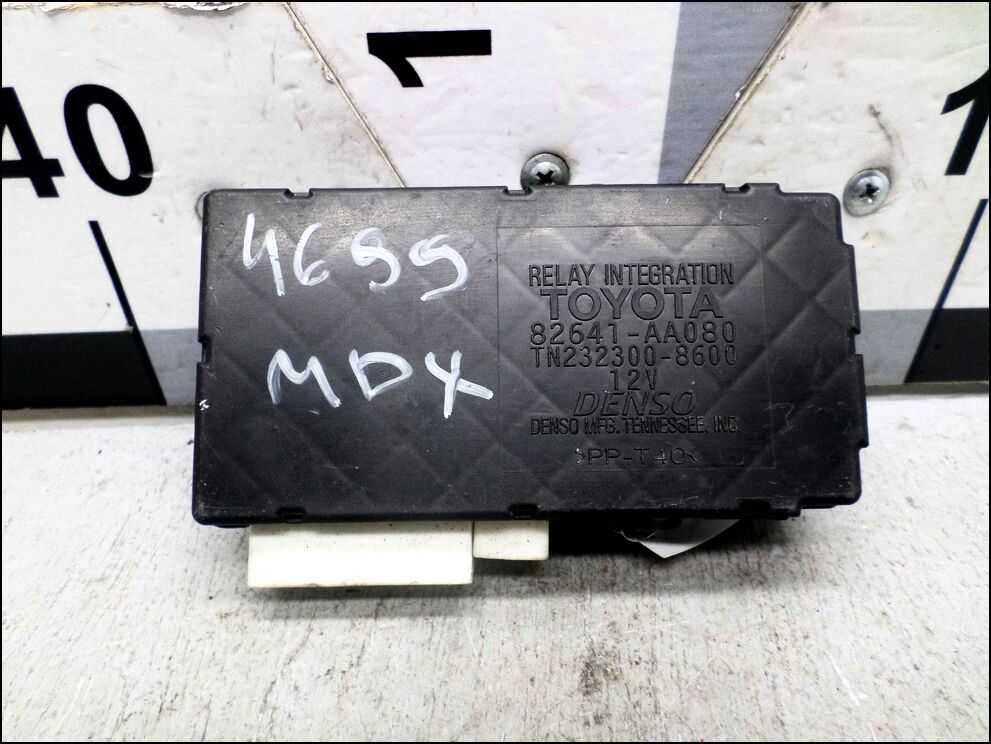 40
1
1
4699
MDX
RELAY INTEGRATION
TOYOTA
82641-AA080
TN232300-8600
12V
DENSO
DENSO MFG. TENNESSEE, INC.
>PP-T40<